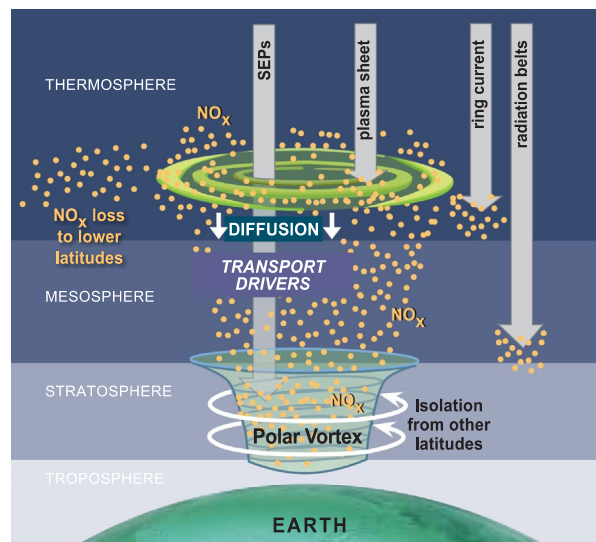 SEPs
plasma sheet
ring current
radiation belts
THERMOSPHERE
NOx
NOx loss
to lower
latitudes
DIFFUSION
TRANSPORT
DRIVERS
MESOSPHERE
NOx
STRATOSPHERE
NOx
Isolation
from other
latitudes
Polar Vortex
TROPOSPHERE
EARTH